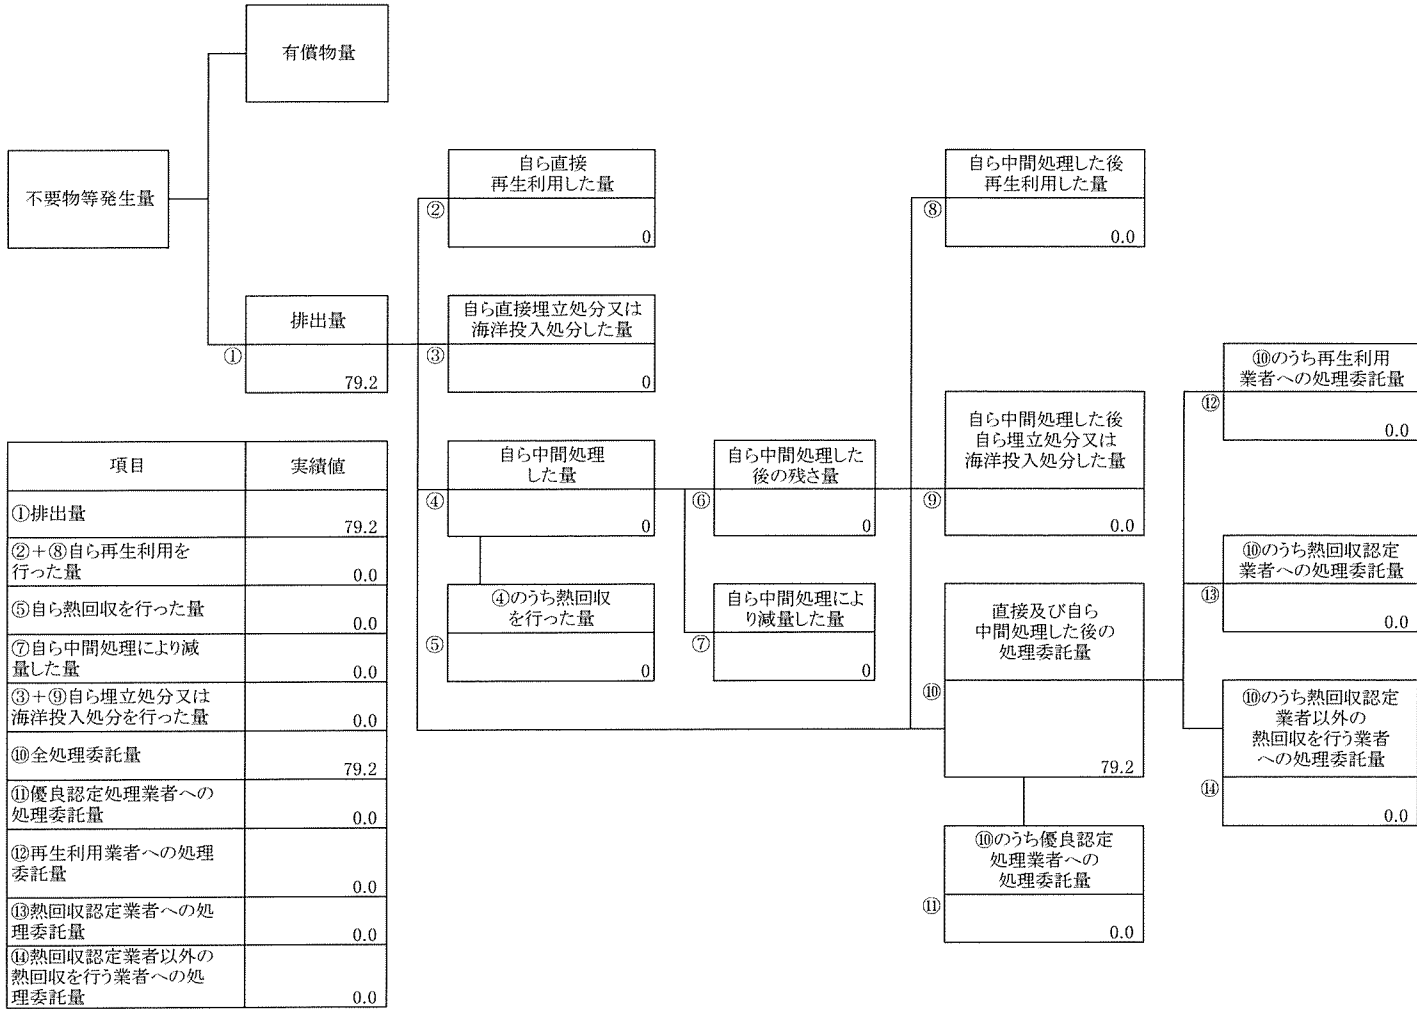 有償物量
不要物等発生量
排出量
①
79.2
自ら直接
再生利用した量
②
0
自ら直接埋立処分又は
海洋投入処分した量
③
0
自ら中間処理
した量
④
0
④のうち熱回収
を行った量
⑤
0
自ら中間処理した
後の残さ量
⑥
0
自ら中間処理によ
り減量した量
⑦
0
自ら中間処理した後
再生利用した量
⑧
0.0
自ら中間処理した後
自ら埋立処分又は
海洋投入処分した量
⑨
0.0
直接及び自ら
中間処理した後の
処理委託量
⑩
79.2
⑩のうち優良認定
処理業者への
処理委託量
⑪
0.0
⑩のうち再生利用
業者への処理委託量
⑫
0.0
⑩のうち熱回収認定
業者への処理委託量
⑬
0.0
⑩のうち熱回収認定
業者以外の
熱回収を行う業者
への処理委託量
⑭
0.0
項目 実績値
①排出量
79.2
②+⑧自ら再生利用を
行った量
0.0
⑤自ら熱回収を行った量
0.0
⑦自ら中間処理により減
量した量
0.0
③+⑨自ら埋立処分又は
海洋投入処分を行った量
0.0
⑩全処理委託量
79.2
⑪優良認定処理業者への
処理委託量
0.0
⑫再生利用業者への処理
委託量
0.0
⑬熱回収認定業者への処
理委託量
0.0
⑭熱回収認定業者以外の
熱回収を行う業者への処
理委託量
0.0